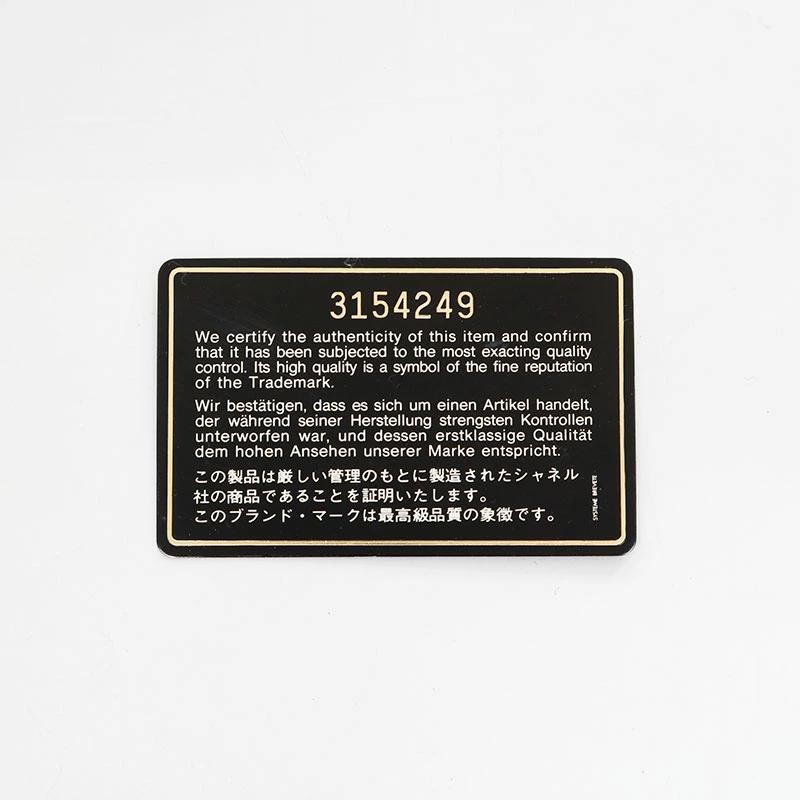 3154249
We certify the authenticity of this item and confirm
that it has been subjected to the most exacting quality
control. Its high quality is a symbol of the fine reputation
of the Trademark.
Wir bestätigen, dass es sich um einen Artikel handelt,
der während seiner Herstellung strengsten Kontrollen
unterworfen war, und dessen erstklassige Qualität
dem hohen Ansehen unserer Marke entspricht.
この製品は厳しい管理のもとに製造されたシャネル
社の商品であることを証明いたします。
このブランド・マークは最高級品質の象徴です。
SYSTEME BREVETE